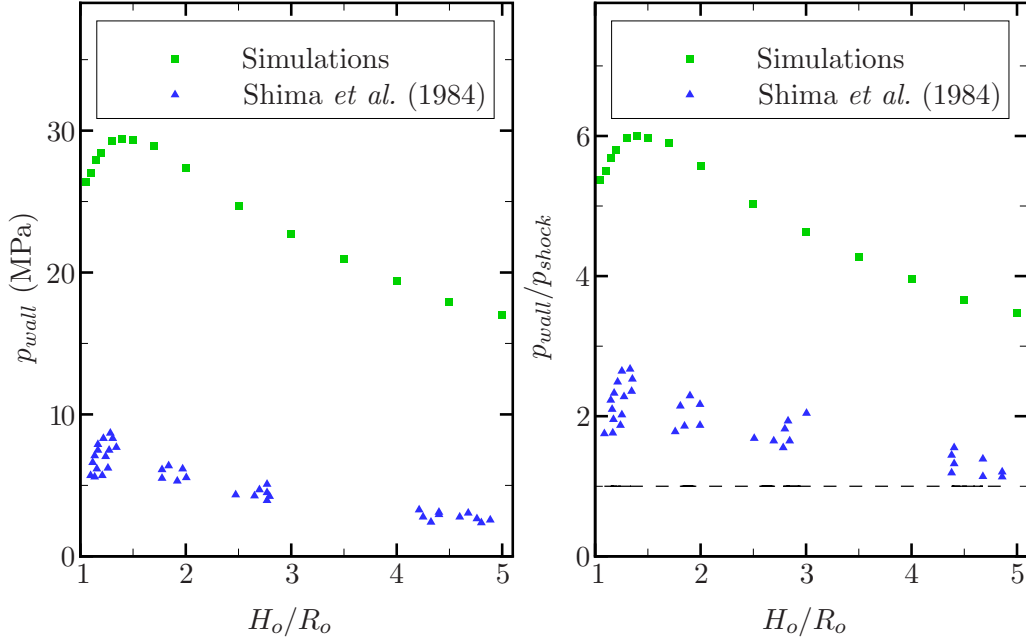 Simulations
Shima et al. (1984)
30
20
10
0
1 2 3 4 5
p_wall (MPa)
H_o/R_o
Simulations
Shima et al. (1984)
6
4
2
0
1 2 3 4 5
p_wall/p_shock
H_o/R_o